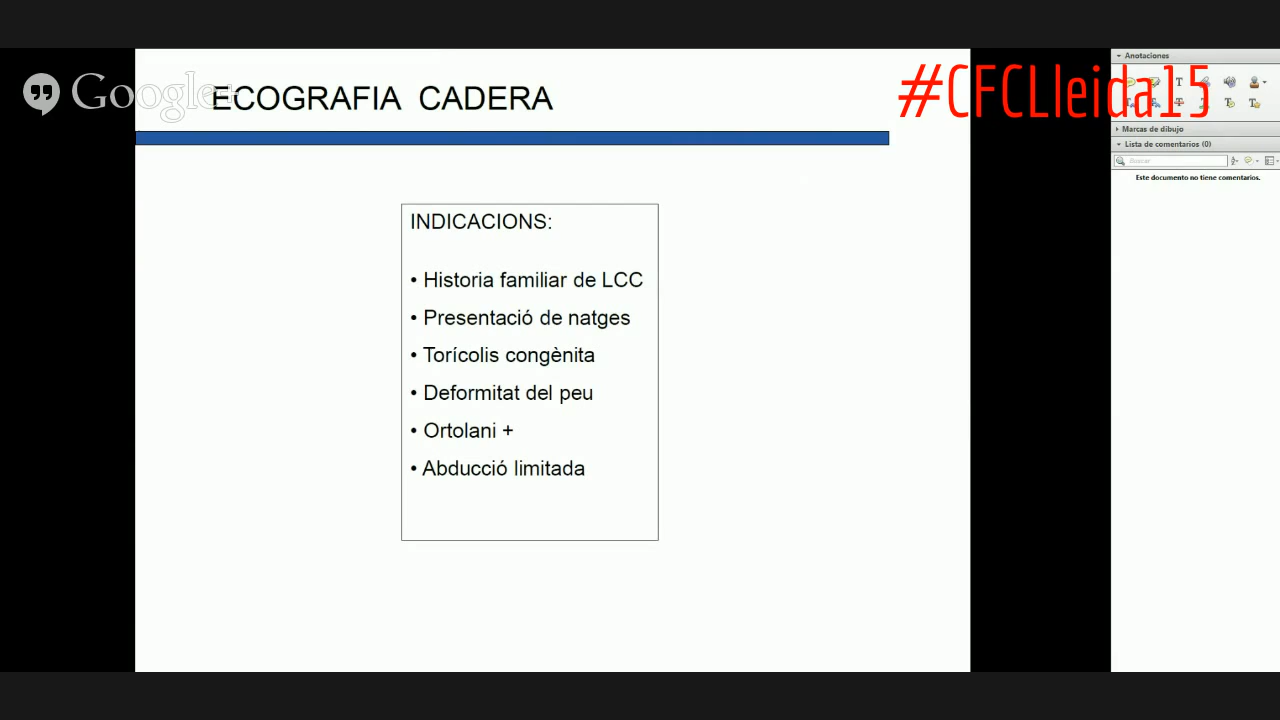 Google+
ECOGRAFIA CADERA
#CFCLleida15
INDICACIONS:
• Historia familiar de LCC
• Presentació de natges
• Torícolis congènita
• Deformitat del peu
• Ortolani +
• Abducció limitada
Anotaciones
Marcas de dibujo
Lista de comentarios (0)
Buscar
Este documento no tiene comentarios.